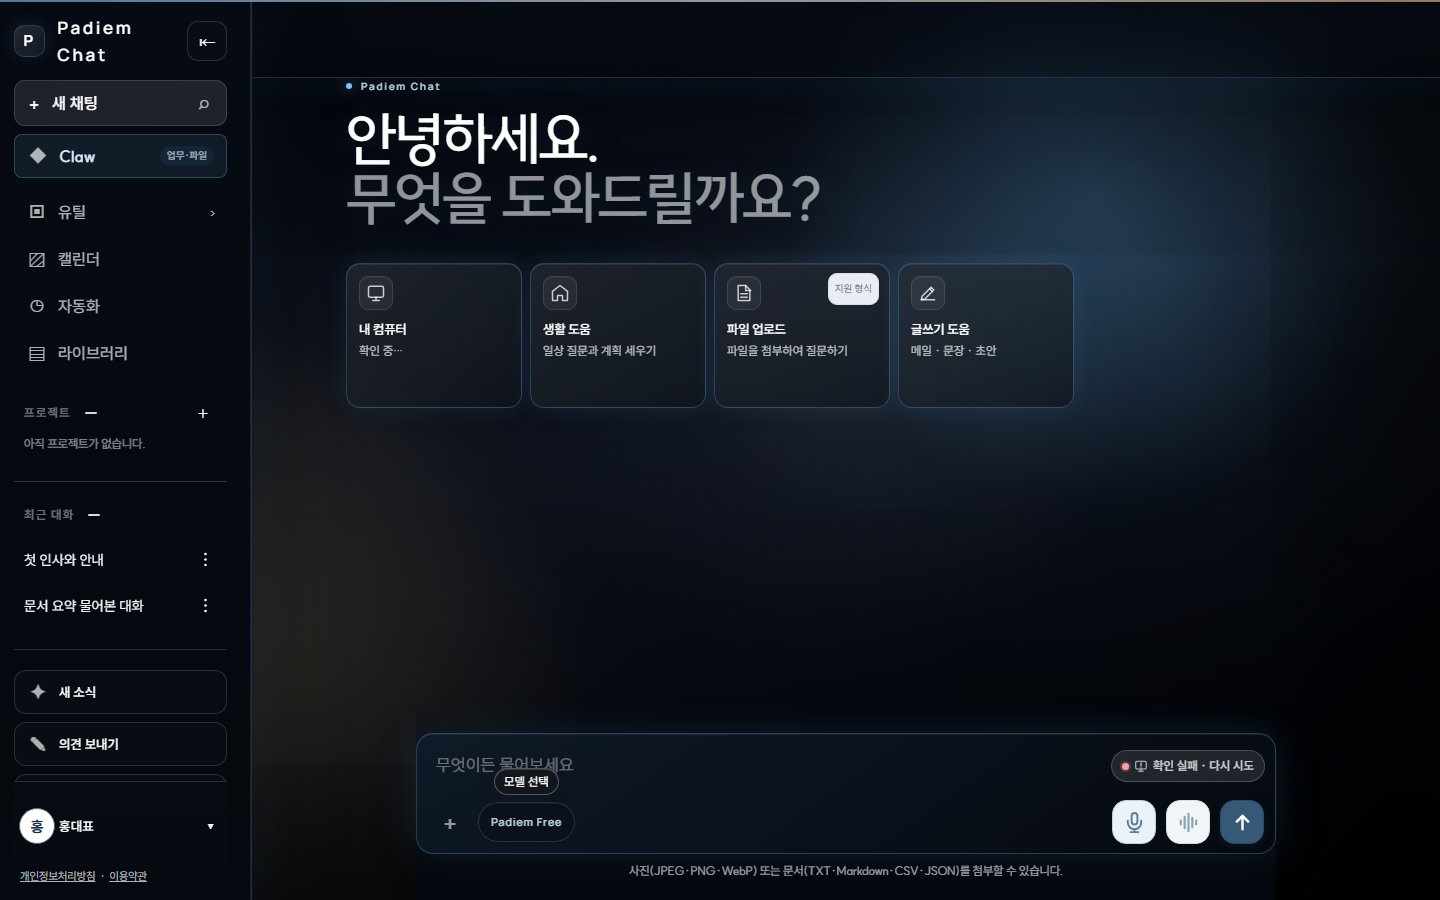 P
Padiem
Chat
+ 새 채팅
Claw
업무·파일
유틸
캘린더
자동화
라이브러리
프로젝트
+
아직 프로젝트가 없습니다.
최근 대화
첫 인사와 안내
문서 요약 물어본 대화
새 소식
의견 보내기
홍
홍대표
개인정보처리방침 · 이용약관
Padiem Chat
안녕하세요.
무엇을 도와드릴까요?
내 컴퓨터
확인 중…
생활 도움
일상 질문과 계획 세우기
지원 형식
파일 업로드
파일을 첨부하여 질문하기
글쓰기 도움
메일 · 문장 · 초안
무엇이든 물어보세요
모델 선택
확인 실패 · 다시 시도
+
Padiem Free
사진(JPEG·PNG·WebP) 또는 문서(TXT·Markdown·CSV·JSON)를 첨부할 수 있습니다.